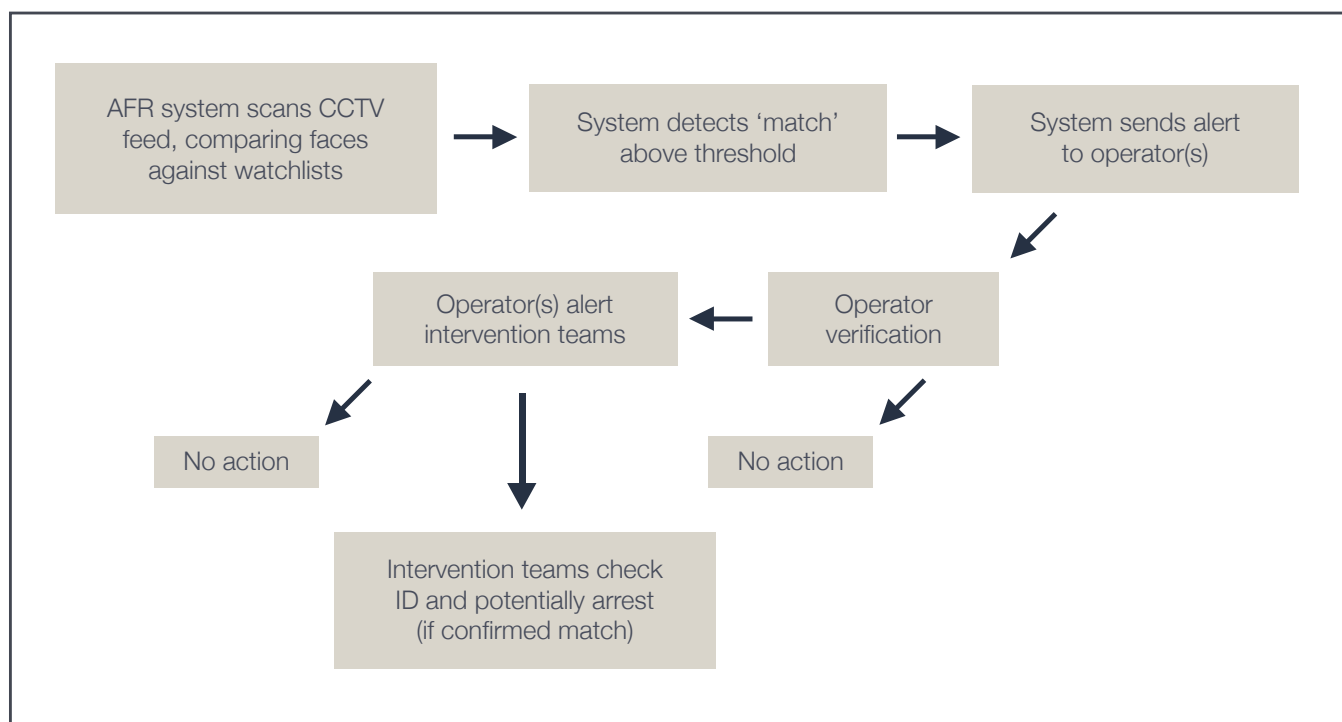 AFR system scans CCTV
feed, comparing faces
against watchlists
System detects ‘match’
above threshold
System sends alert
to operator(s)
Operator
verification
Operator(s) alert
intervention teams
No action
No action
Intervention teams check
ID and potentially arrest
(if confirmed match)